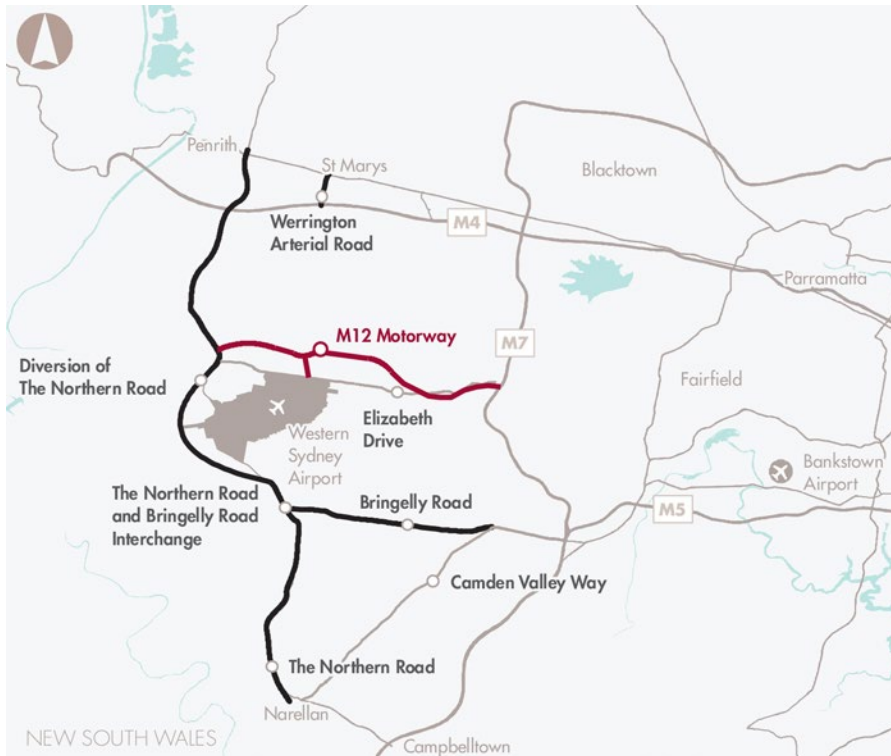 Penrith
St Marys
Blacktown
Werrington
Arterial Road
M4
Parramatta
M12 Motorway
M7
Diversion of
The Northern Road
Fairfield
Elizabeth
Drive
Western
Sydney
Airport
Bankstown
Airport
The Northern Road
and Bringelly Road
Interchange
Bringelly Road
M5
Camden Valley Way
The Northern Road
Narellan
NEW SOUTH WALES
Campbelltown